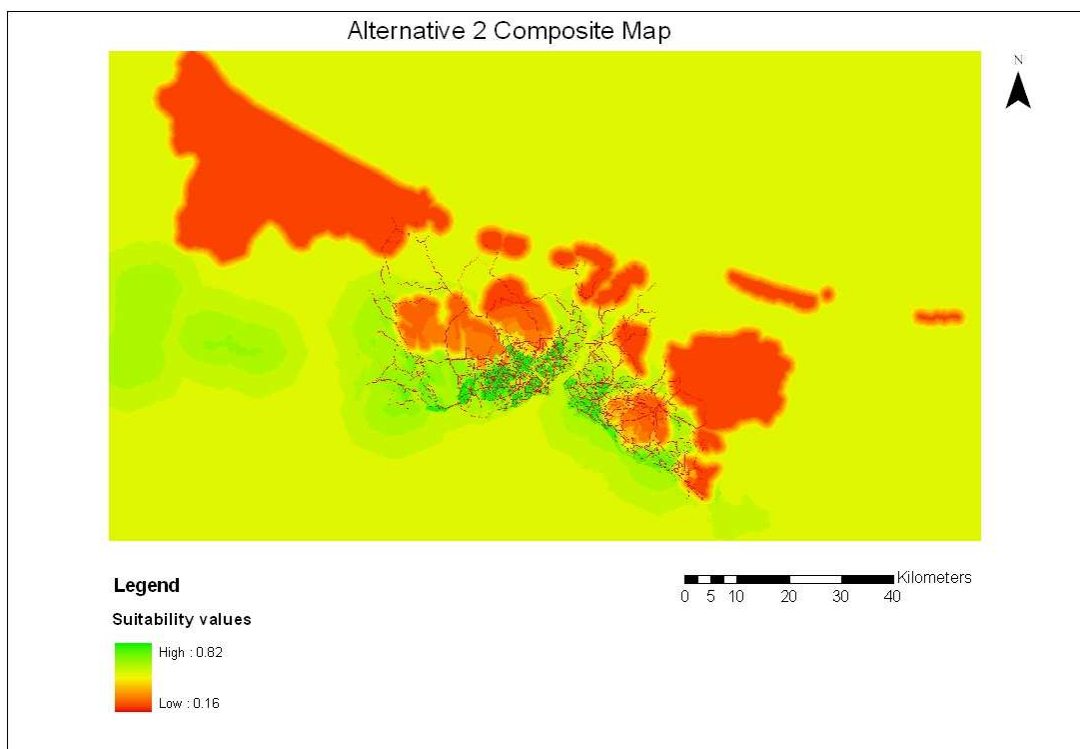 Alternative 2 Composite Map
N
Kilometers
0 5 10 20 30 40
Legend
Suitability values
High : 0.82
Low : 0.16